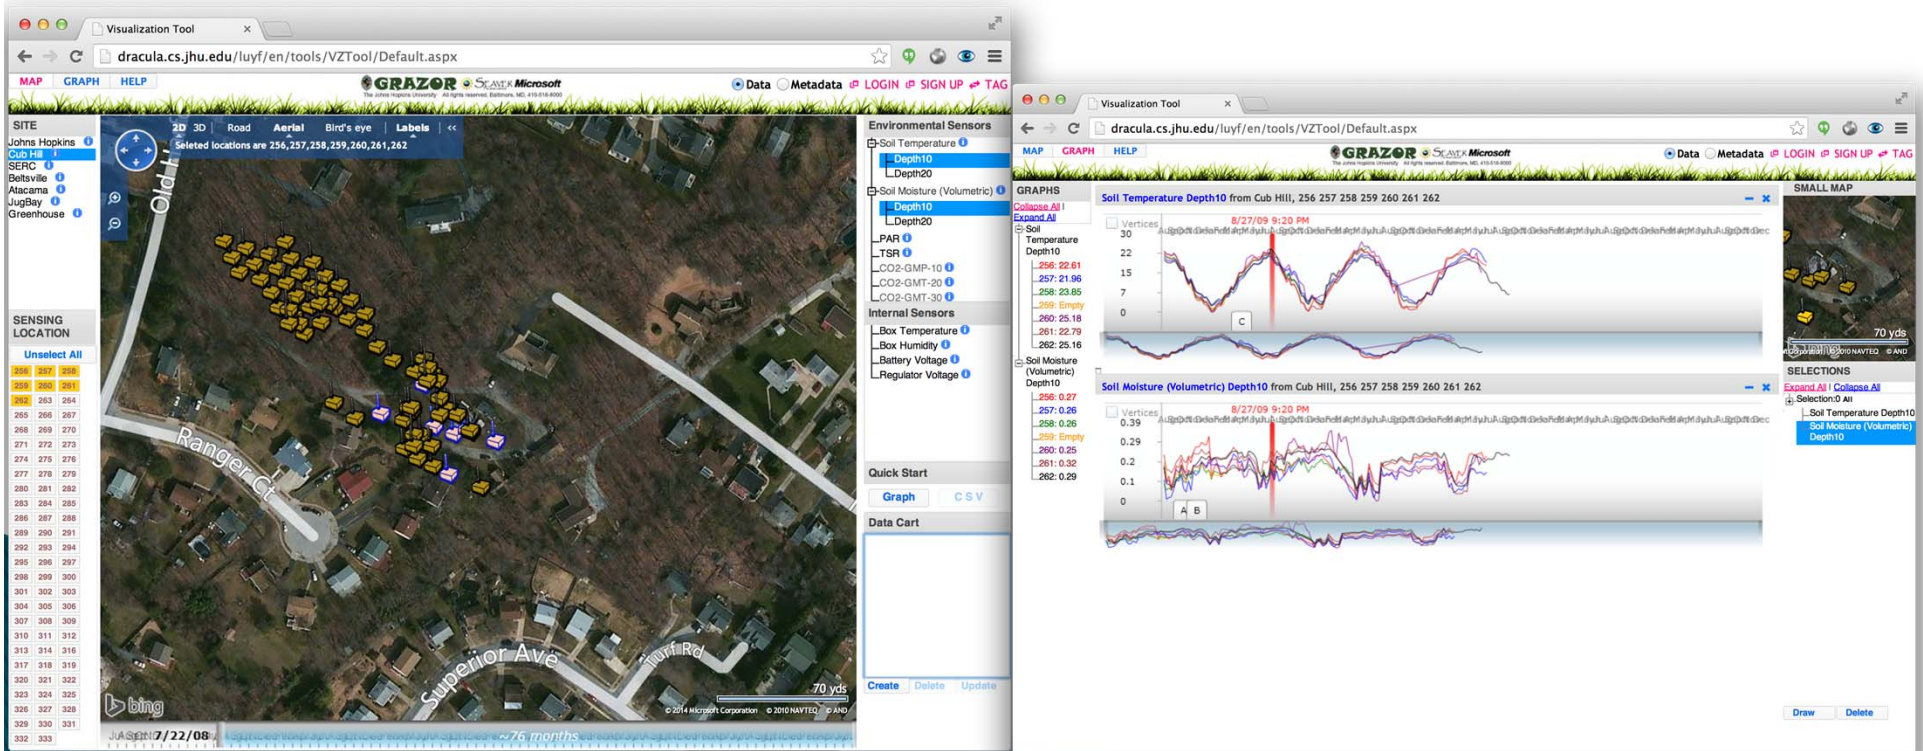 Visualization Tool
dracula.cs.jhu.edu/luyf/en/tools/VZTool/Default.aspx
MAP GRAPH HELP
GRAZOR SEAVER Microsoft
The Johns Hopkins University All rights reserved. Baltimore, MD, 410-516-8000
Data Metadata LOGIN SIGN UP TAG
SITE
Johns Hopkins
Cub Hill
SERC
Beltsville
Atacama
JugBay
Greenhouse
SENSING
LOCATION
Unselect All
256 257 258
259 260 261
262 263 264
265 266 267
268 269 270
271 272 273
274 275 276
277 278 279
280 281 282
283 284 285
286 287 288
289 290 291
292 293 294
295 296 297
298 299 300
301 302 303
304 305 306
307 308 309
310 311 312
313 314 316
317 318 319
320 321 322
323 324 325
326 327 328
329 330 331
332 333
2D 3D | Road Aerial Bird's eye | Labels | <<
Seleted locations are 256,257,258,259,260,261,262
Ranger Ct
Superior Ave
Turf Rd
bing
70 yds
© 2014 Microsoft Corporation © 2010 NAVTEQ © AND
7/22/08
~76 months
Environmental Sensors
Soil Temperature
Depth10
Depth20
Soil Moisture (Volumetric)
Depth10
Depth20
PAR
TSR
CO2-GMP-10
CO2-GMT-20
CO2-GMT-30
Internal Sensors
Box Temperature
Box Humidity
Battery Voltage
Regulator Voltage
Quick Start
Graph CSV
Data Cart
Create Delete Update
Visualization Tool
dracula.cs.jhu.edu/luyf/en/tools/VZTool/Default.aspx
MAP GRAPH HELP
GRAZOR SEAVER Microsoft
Data Metadata LOGIN SIGN UP TAG
GRAPHS
Collapse All |
Expand All
Soil
Temperature
Depth10
256: 22.61
257: 21.96
258: 23.85
259: Empty
260: 25.18
261: 22.79
262: 25.16
Soil Moisture
(Volumetric)
Depth10
256: 0.27
257: 0.26
258: 0.26
259: Empty
260: 0.25
261: 0.32
262: 0.29
Soil Temperature Depth10 from Cub Hill, 256 257 258 259 260 261 262
Vertices
8/27/09 9:20 PM
30
22
15
7
0
C
Soil Moisture (Volumetric) Depth10 from Cub Hill, 256 257 258 259 260 261 262
Vertices
8/27/09 9:20 PM
0.39
0.29
0.2
0.1
0
A B
SMALL MAP
70 yds
2010 NAVTEQ © AND
SELECTIONS
Expand All | Collapse All
Selection:0 All
Soil Temperature Depth10
Soil Moisture (Volumetric)
Depth10
Draw Delete